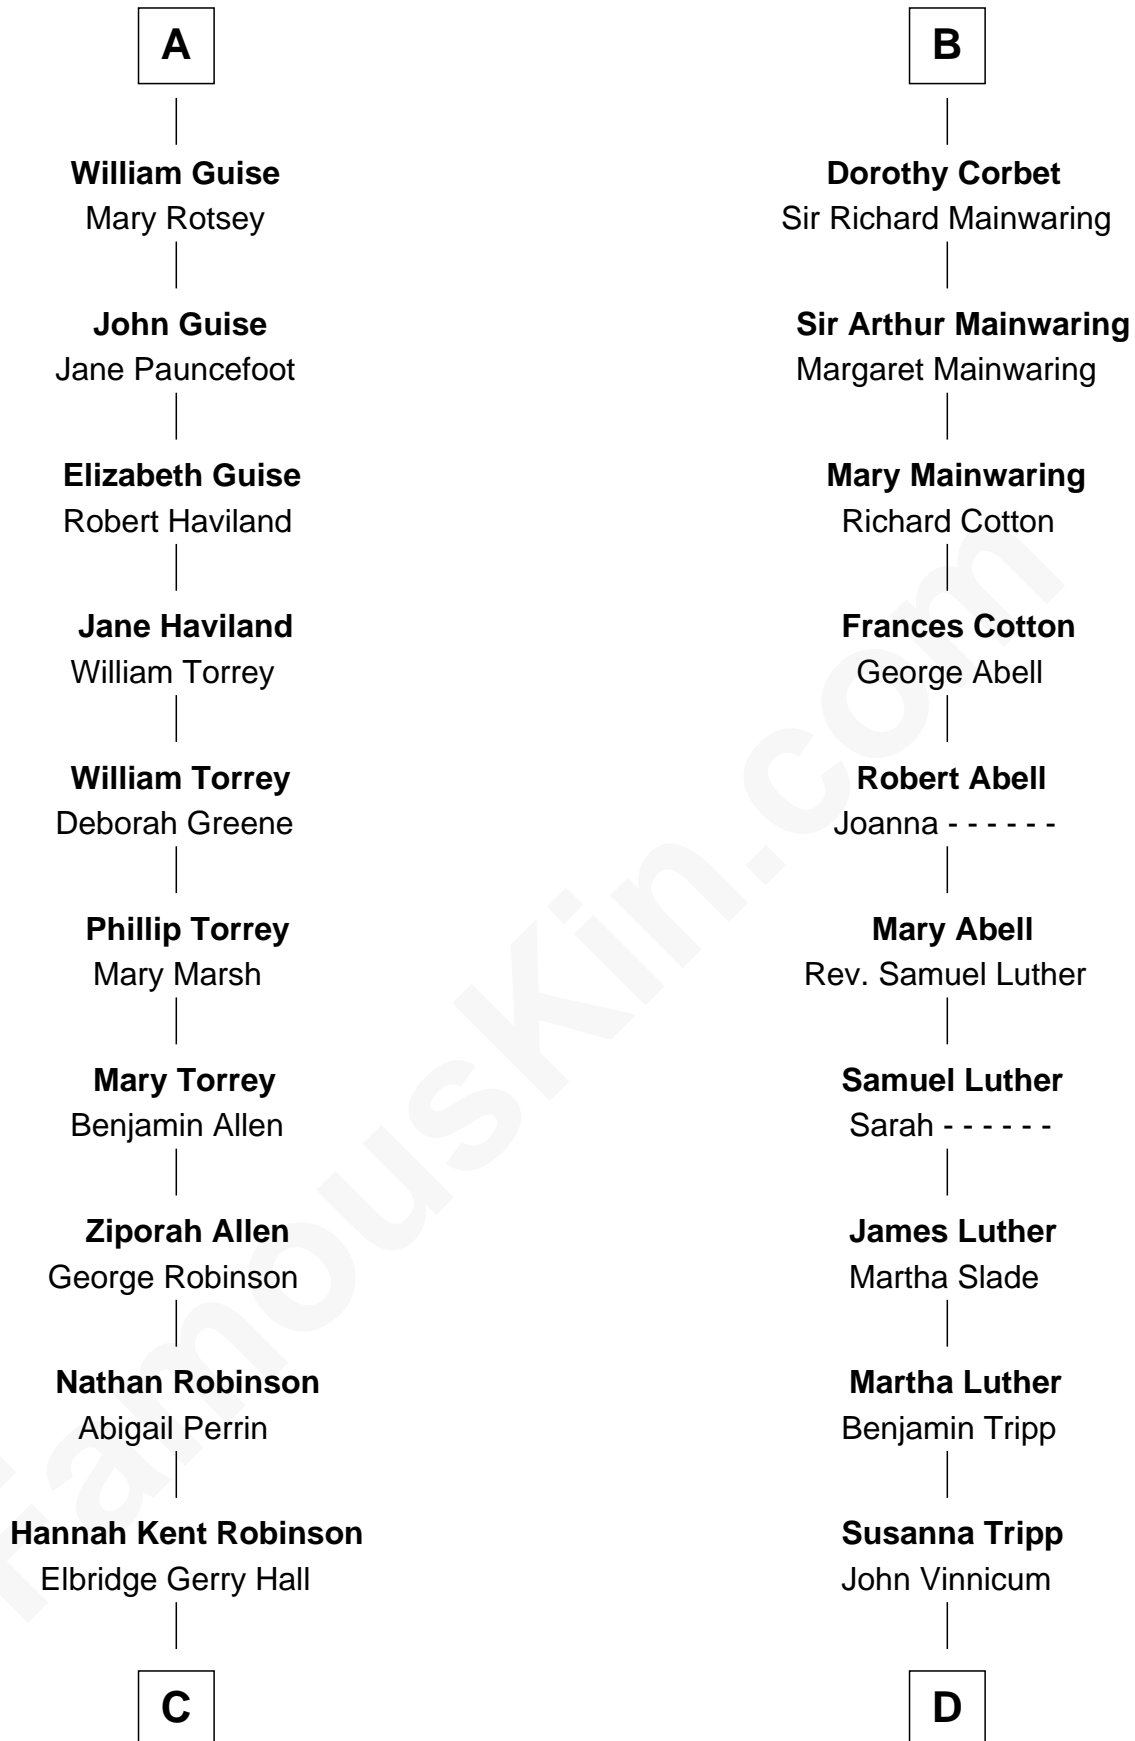 A
William Guise
Mary Rotsey
John Guise
Jane Pauncefoot
Elizabeth Guise
Robert Haviland
Jane Haviland
William Torrey
William Torrey
Deborah Greene
Phillip Torrey
Mary Marsh
Mary Torrey
Benjamin Allen
Ziporah Allen
George Robinson
Nathan Robinson
Abigail Perrin
Hannah Kent Robinson
Elbridge Gerry Hall
C
B
Dorothy Corbet
Sir Richard Mainwaring
Sir Arthur Mainwaring
Margaret Mainwaring
Mary Mainwaring
Richard Cotton
Frances Cotton
George Abell
Robert Abell
Joanna - - - - - -
Mary Abell
Rev. Samuel Luther
Samuel Luther
Sarah - - - - - -
James Luther
Martha Slade
Martha Luther
Benjamin Tripp
Susanna Tripp
John Vinnicum
D
FamousKin.com